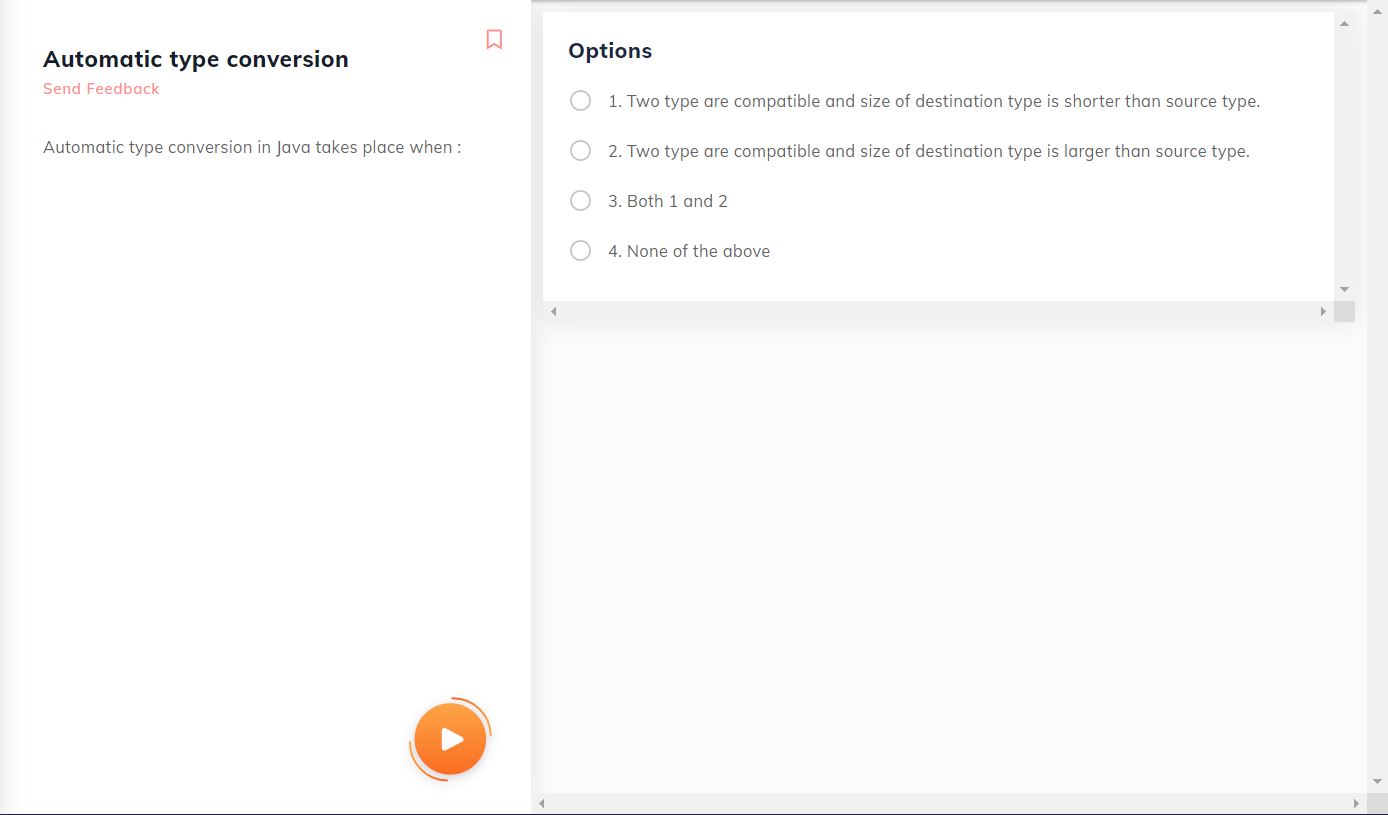 Automatic type conversion
Send Feedback
Automatic type conversion in Java takes place when :
Options
1. Two type are compatible and size of destination type is shorter than source type.
2. Two type are compatible and size of destination type is larger than source type.
3. Both 1 and 2
4. None of the above